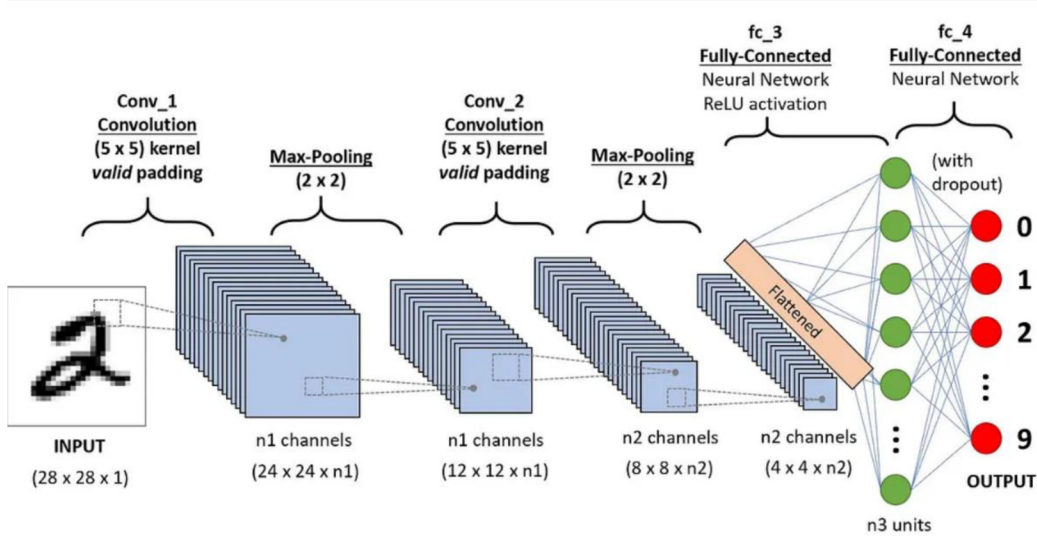 fc_3
Fully-Connected
Neural Network
ReLU activation
fc_4
Fully-Connected
Neural Network
Conv_1
Convolution
(5 x 5) kernel
valid padding
Max-Pooling
(2 x 2)
Conv_2
Convolution
(5 x 5) kernel
valid padding
Max-Pooling
(2 x 2)
(with
dropout)
0
1
2
9
Flattened
INPUT
(28 x 28 x 1)
n1 channels
(24 x 24 x n1)
n1 channels
(12 x 12 x n1)
n2 channels
(8 x 8 x n2)
n2 channels
(4 x 4 x n2)
OUTPUT
n3 units
2